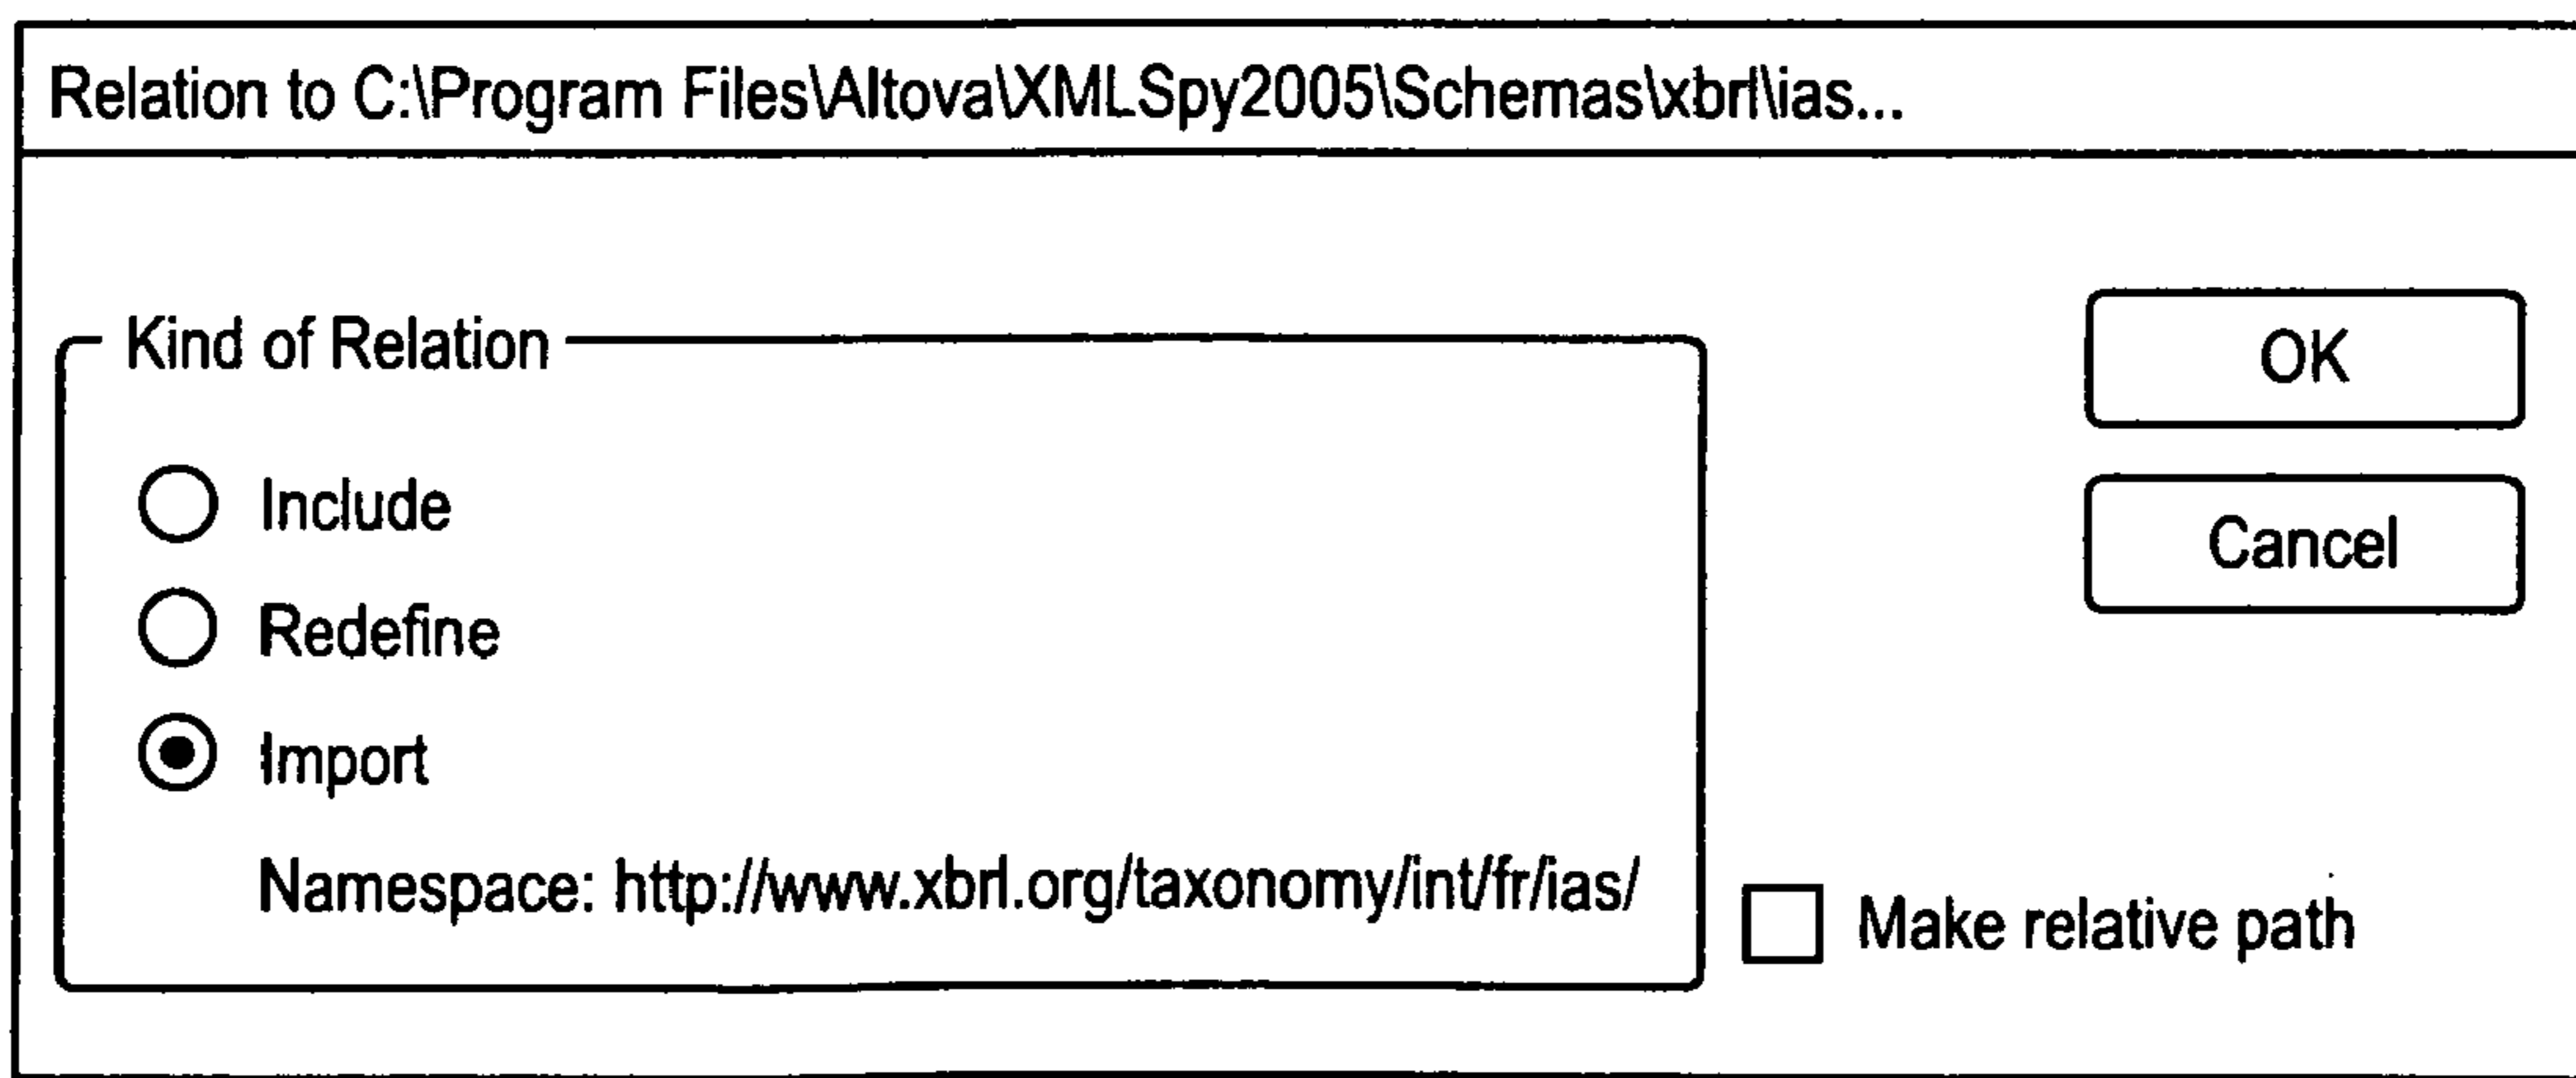 Relation to C:\Program Files\Altova\XMLSpy2005\Schemas\xbrl\ias...
Kind of Relation
OK
Include
Cancel
Redefine
Import
Namespace: http://www.xbrl.org/taxonomy/int/fr/ias/
Make relative path